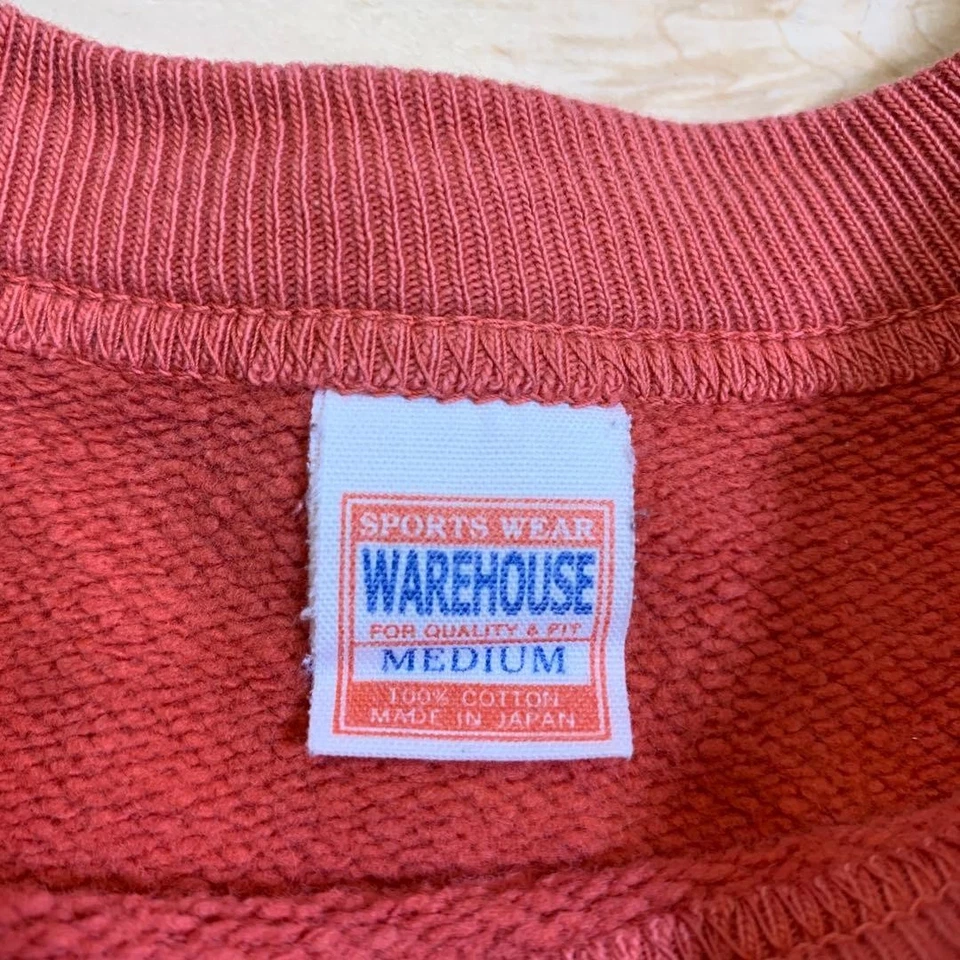 SPORTS WEAR
WAREHOUSE
FOR QUALITY & FIT
MEDIUM
100% COTTON
MADE IN JAPAN